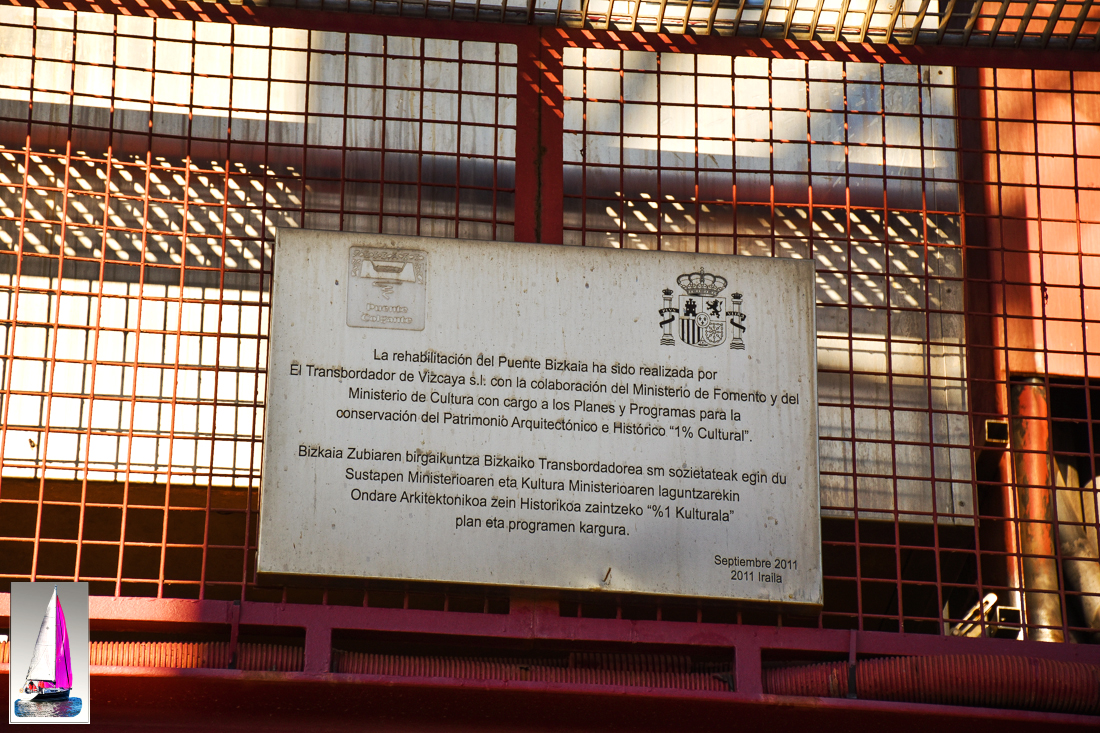 Puente
Colgante
PLVS
VLTRA
La rehabilitación del Puente Bizkaia ha sido realizada por
El Transbordador de Vizcaya s.l. con la colaboración del Ministerio de Fomento y del
Ministerio de Cultura con cargo a los Planes y Programas para la
conservación del Patrimonio Arquitectónico e Histórico “1% Cultural”.
Bizkaia Zubiaren birgaikuntza Bizkaiko Transbordadorea sm sozietateak egin du
Sustapen Ministerioaren eta Kultura Ministerioaren laguntzarekin
Ondare Arkitektonikoa zein Historikoa zaintzeko “%1 Kulturala”
plan eta programen kargura.
Septiembre 2011
2011 Iraila